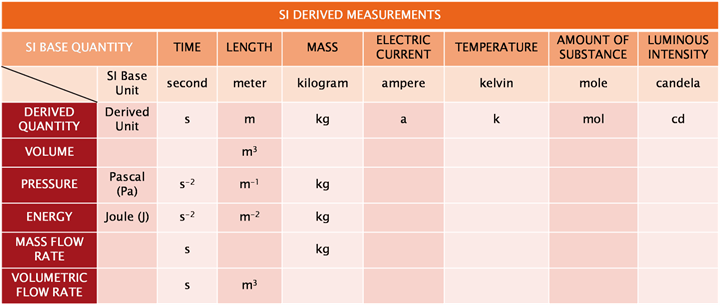 SI DERIVED MEASUREMENTS
SI BASE QUANTITY TIME LENGTH MASS ELECTRIC CURRENT TEMPERATURE AMOUNT OF SUBSTANCE LUMINOUS INTENSITY
SI Base Unit second meter kilogram ampere kelvin mole candela
DERIVED QUANTITY Derived Unit s m kg a k mol cd
VOLUME m³
PRESSURE Pascal (Pa) s⁻² m⁻¹ kg
ENERGY Joule (J) s⁻² m⁻² kg
MASS FLOW RATE s kg
VOLUMETRIC FLOW RATE s m³